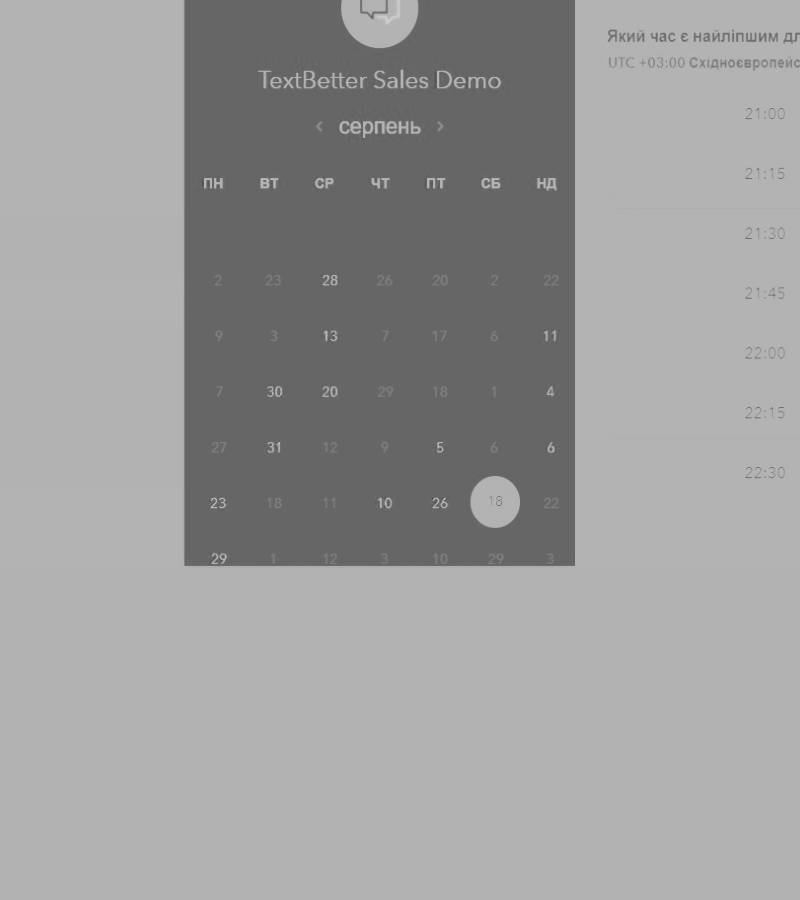 TextBetter Sales Demo
серпень
ПН ВТ СР ЧТ ПТ СБ НД
2 23 28 26 20 2 22
9 3 13 7 17 6 11
7 30 20 29 18 1 4
27 31 12 9 5 6 6
23 18 11 10 26 18 22
29 1 12 3 10 29 3
Який час є найліпшим дл
UTC +03:00 Східноєвропейс
21:00
21:15
21:30
21:45
22:00
22:15
22:30